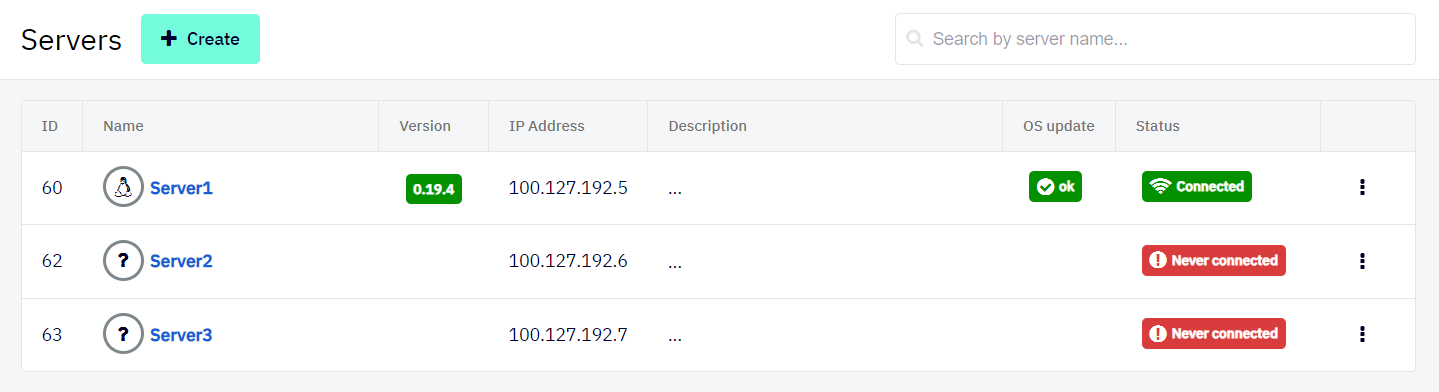 Servers + Create Search by server name...
ID Name Version IP Address Description OS update Status
60 Server1 0.19.4 100.127.192.5 ... ok Connected
62 ? Server2 100.127.192.6 ... ! Never connected
63 ? Server3 100.127.192.7 ... ! Never connected